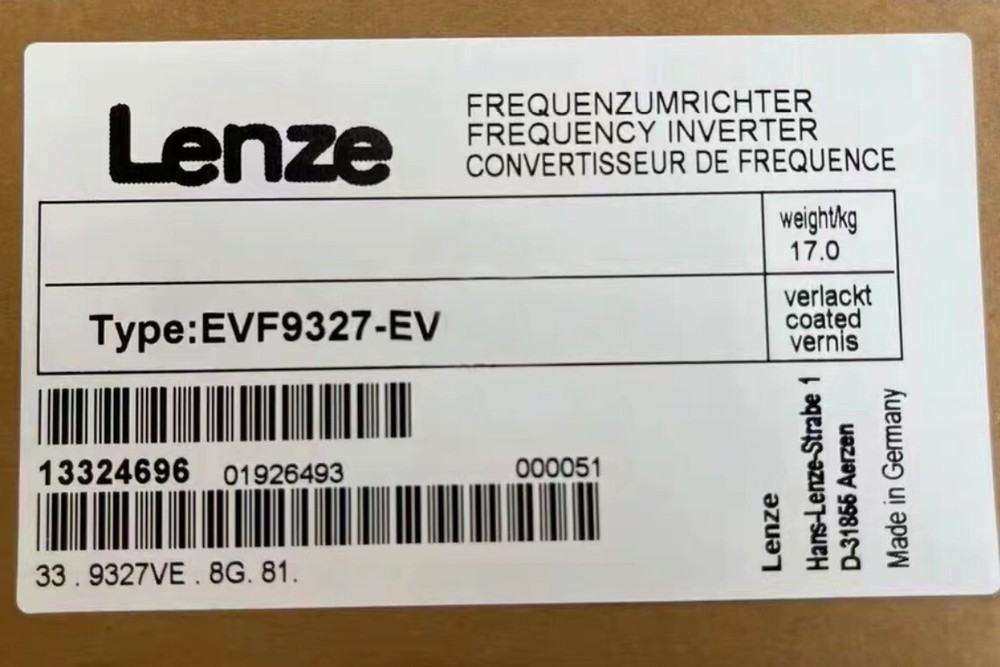 Lenze
FREQUENZUMRICHTER
FREQUENCY INVERTER
CONVERTISSEUR DE FREQUENCE
weight/kg
17.0
Type:EVF9327-EV
verlackt
coated
vernis
13324696 01926493 000051
33 . 9327VE . 8G. 81.
Lenze
Hans-Lenze-Strabe 1
D-31855 Aerzen
Made in Germany